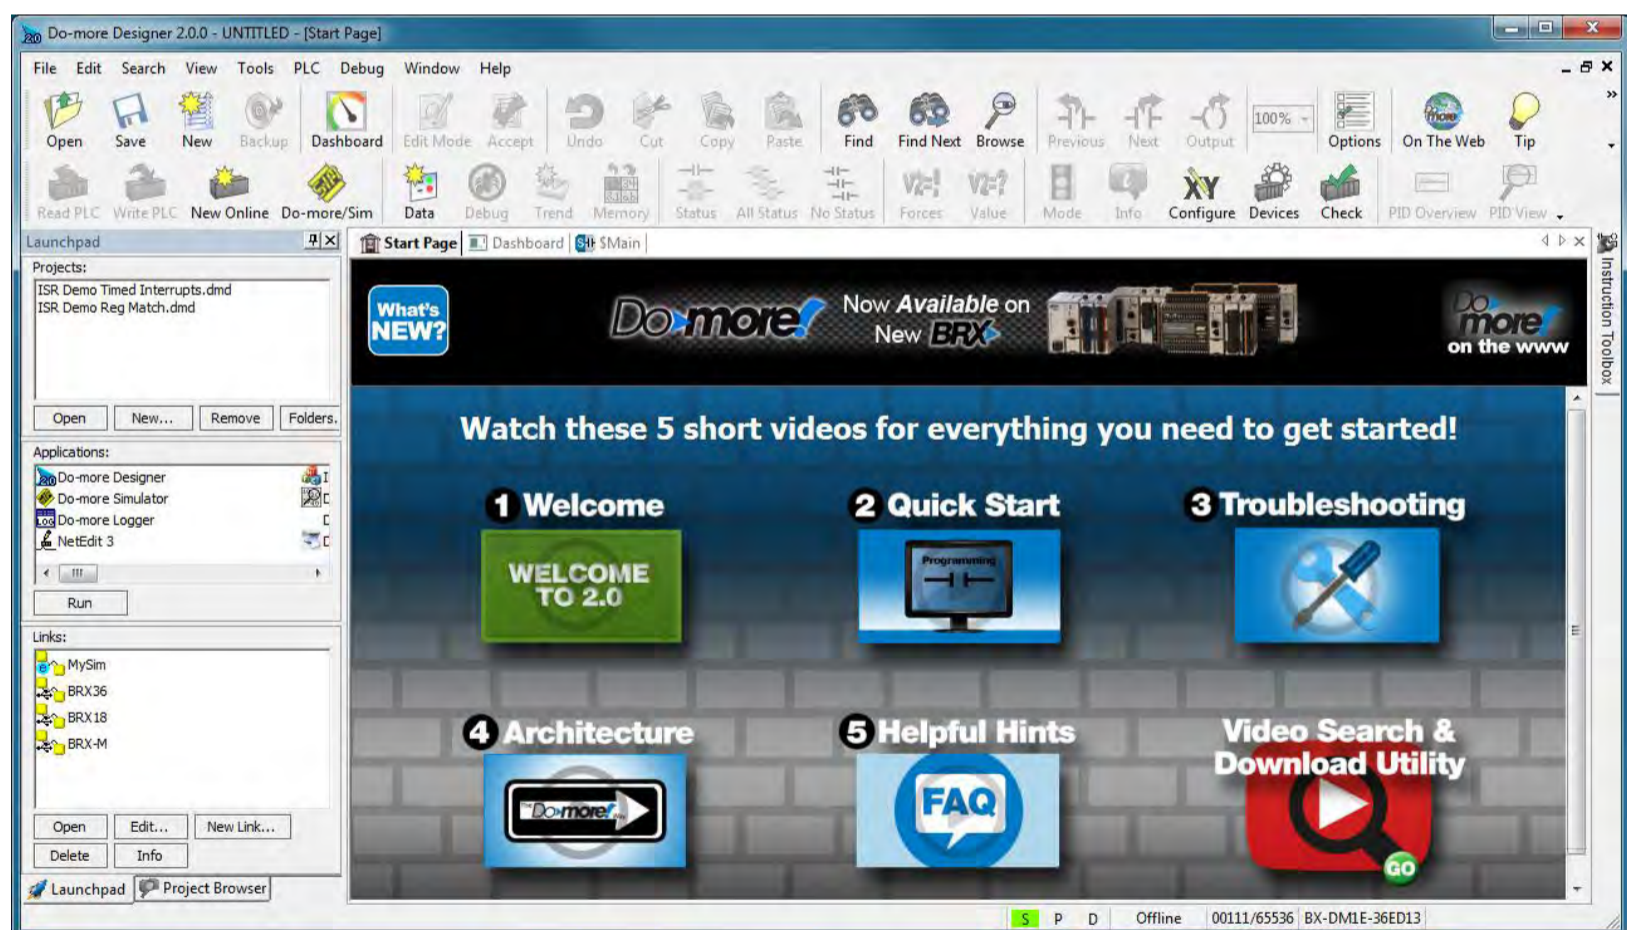 Do-more Designer 2.0.0 - UNTITLED - [Start Page]
File Edit Search View Tools PLC Debug Window Help
Open Save New Backup Dashboard Edit Mode Accept Undo Cut Copy Paste Find Find Next Browse Previous Next Output 100% Options On The Web Tip
Read PLC Write PLC New Online Do-more/Sim Data Debug Trend Memory Status All Status No Status Forces Value Mode Info Configure Devices Check PID Overview PID View
Launchpad
Start Page Dashboard $Main
Instruction Toolbox
Projects:
ISR Demo Timed Interrupts.dmd
ISR Demo Reg Match.dmd
Open New... Remove Folders.
Applications:
Do-more Designer I
Do-more Simulator D
Do-more Logger D
NetEdit 3 D
Run
Links:
MySim
BRX36
BRX18
BRX-M
Open Edit... New Link...
Delete Info
Launchpad Project Browser
What's
NEW?
Do-more!
Now Available on
New BRX
Do-more!
on the www
Watch these 5 short videos for everything you need to get started!
1 Welcome
WELCOME
TO 2.0
2 Quick Start
Programming
3 Troubleshooting
4 Architecture
Do-more!
5 Helpful Hints
FAQ
Video Search &
Download Utility
GO
S P D Offline 00111/65536 BX-DM1E-36ED13